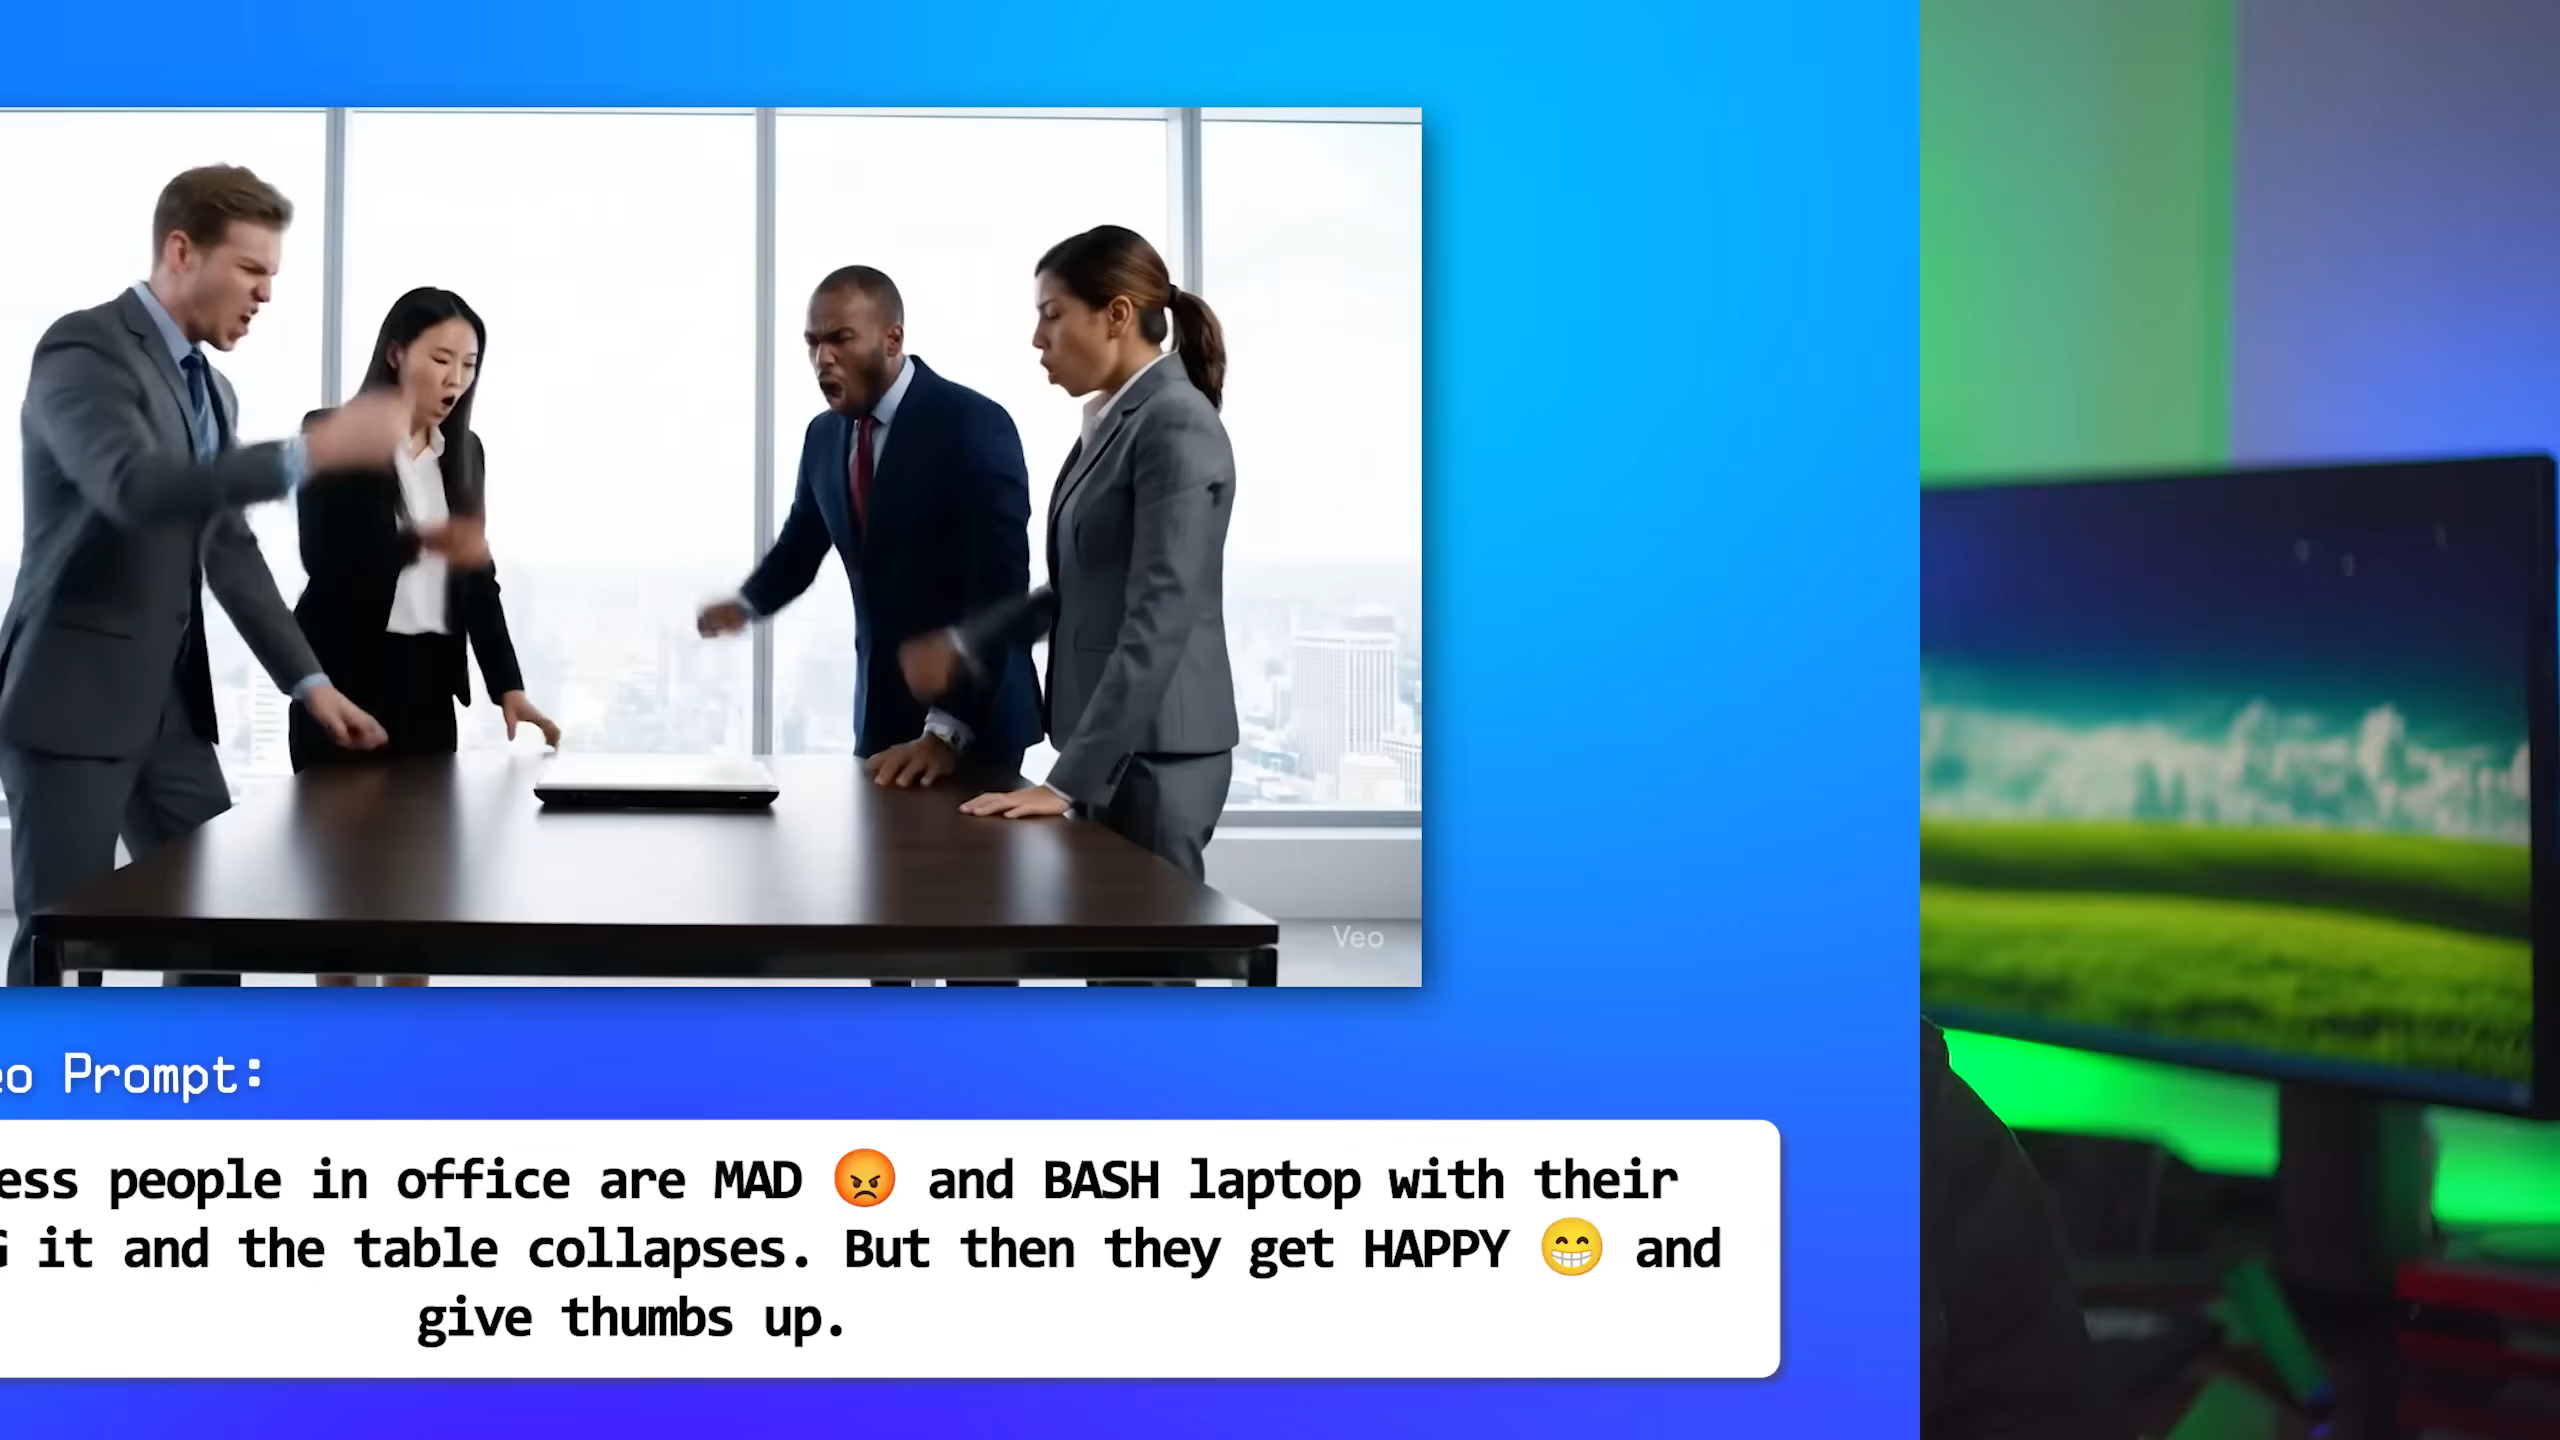 Veo
Prompt:
people in office are MAD 😡 and BASH laptop with their
it and the table collapses. But then they get HAPPY 😁 and
give thumbs up.